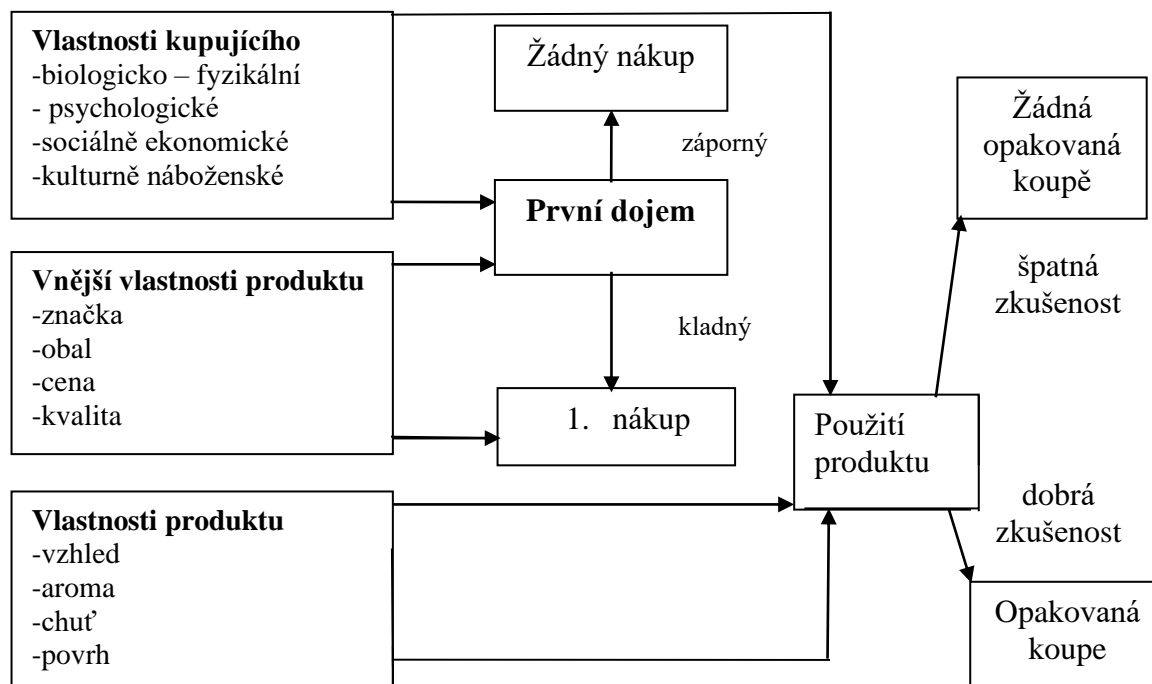 Vlastnosti kupujícího
-biologicko – fyzikální
- psychologické
-sociálně ekonomické
-kulturně náboženské
Žádný nákup
záporný
První dojem
kladný
1. nákup
Vnější vlastnosti produktu
-značka
-obal
-cena
-kvalita
Vlastnosti produktu
-vzhled
-aroma
-chuť
-povrh
Použití
produktu
Žádná
opakovaná
koupě
špatná
zkušenost
dobrá
zkušenost
Opakovaná
koupe